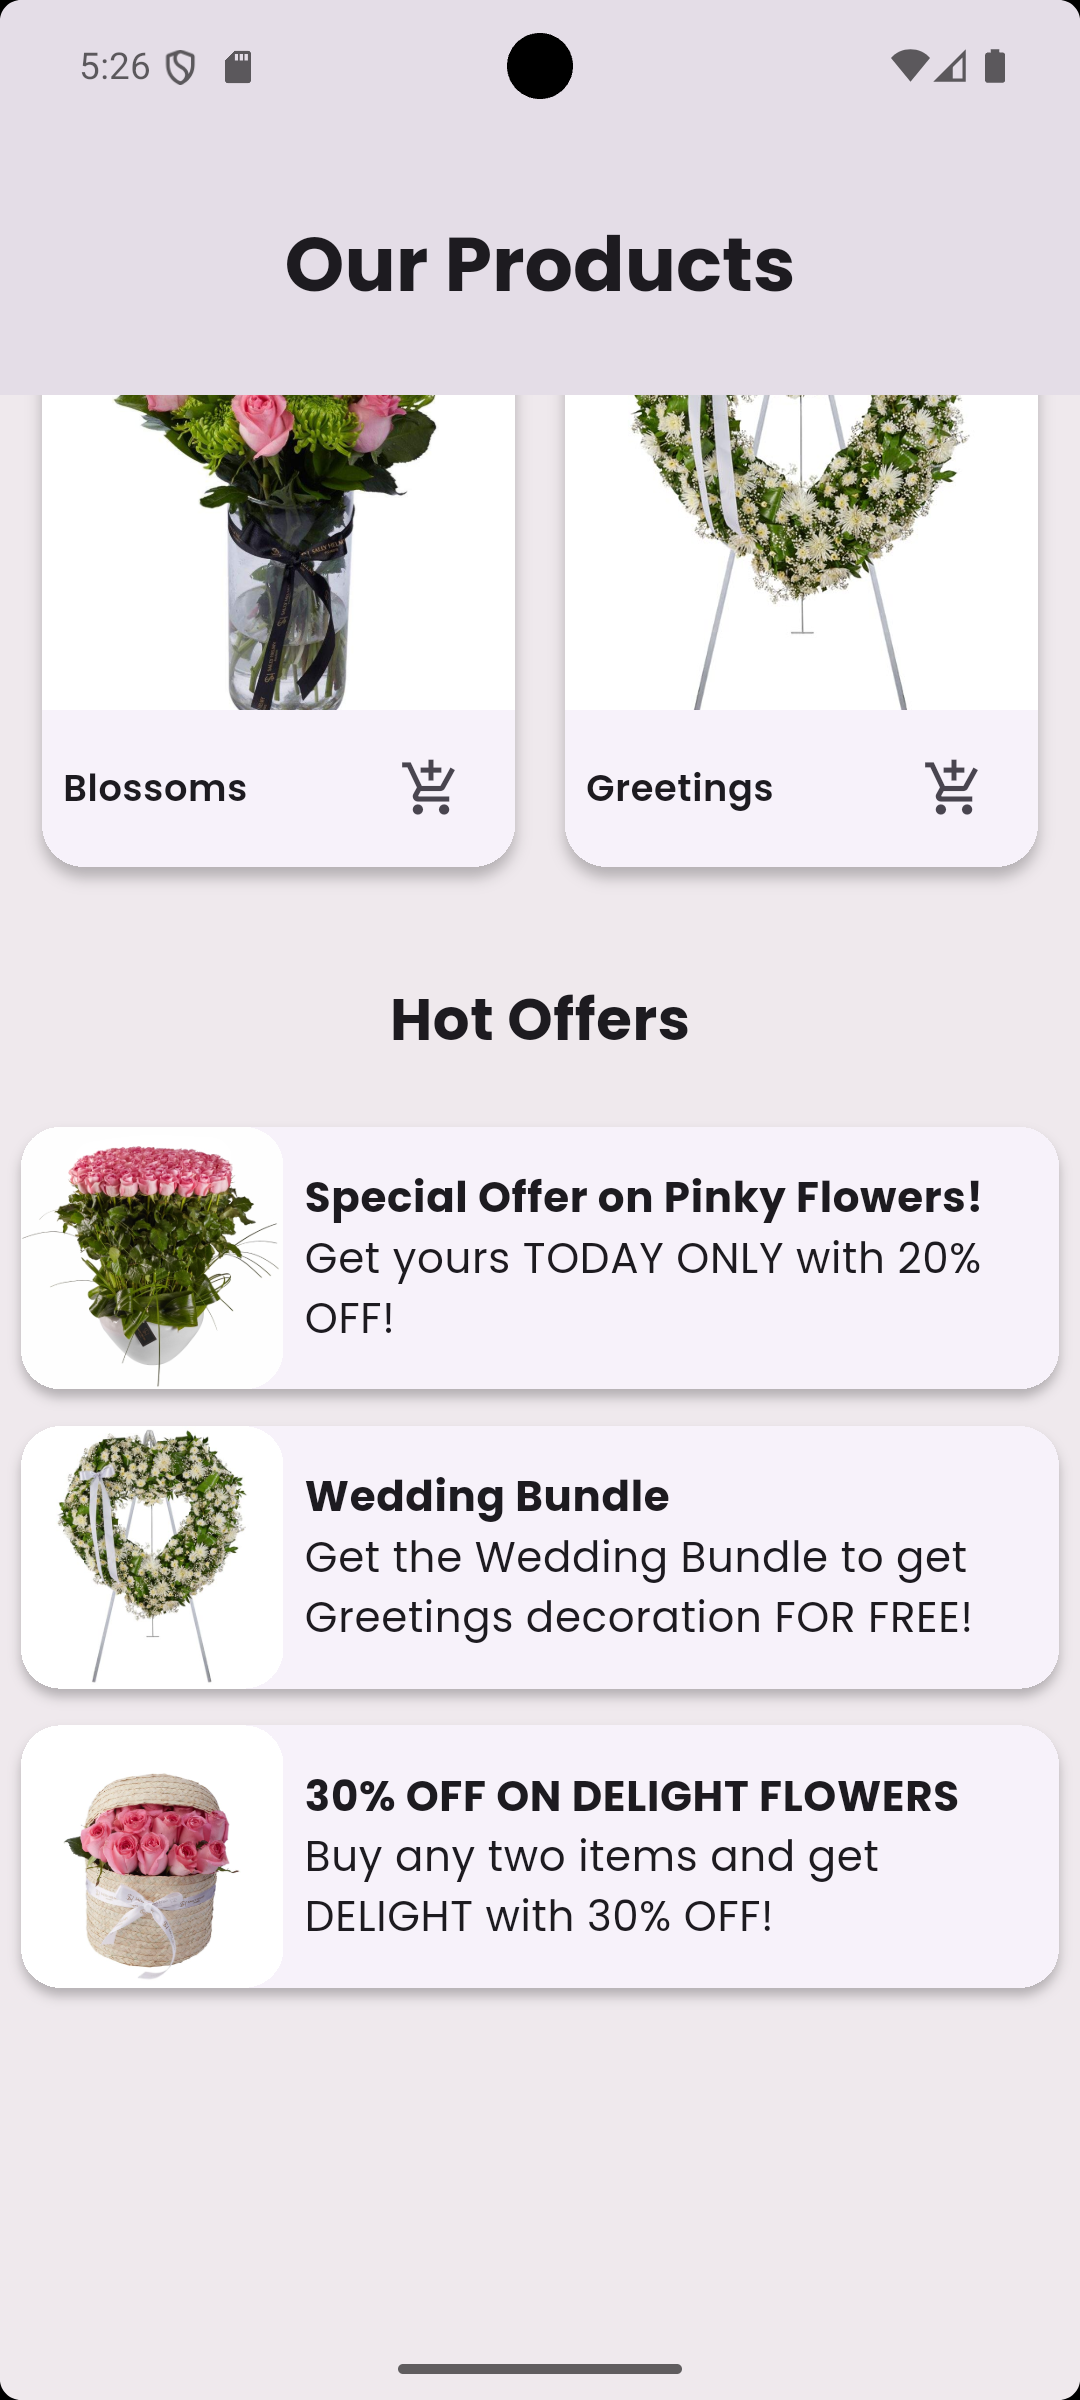 5:26
Our Products
Blossoms
Greetings
Hot Offers
Special Offer on Pinky Flowers!
Get yours TODAY ONLY with 20%
OFF!
Wedding Bundle
Get the Wedding Bundle to get
Greetings decoration FOR FREE!
30% OFF ON DELIGHT FLOWERS
Buy any two items and get
DELIGHT with 30% OFF!